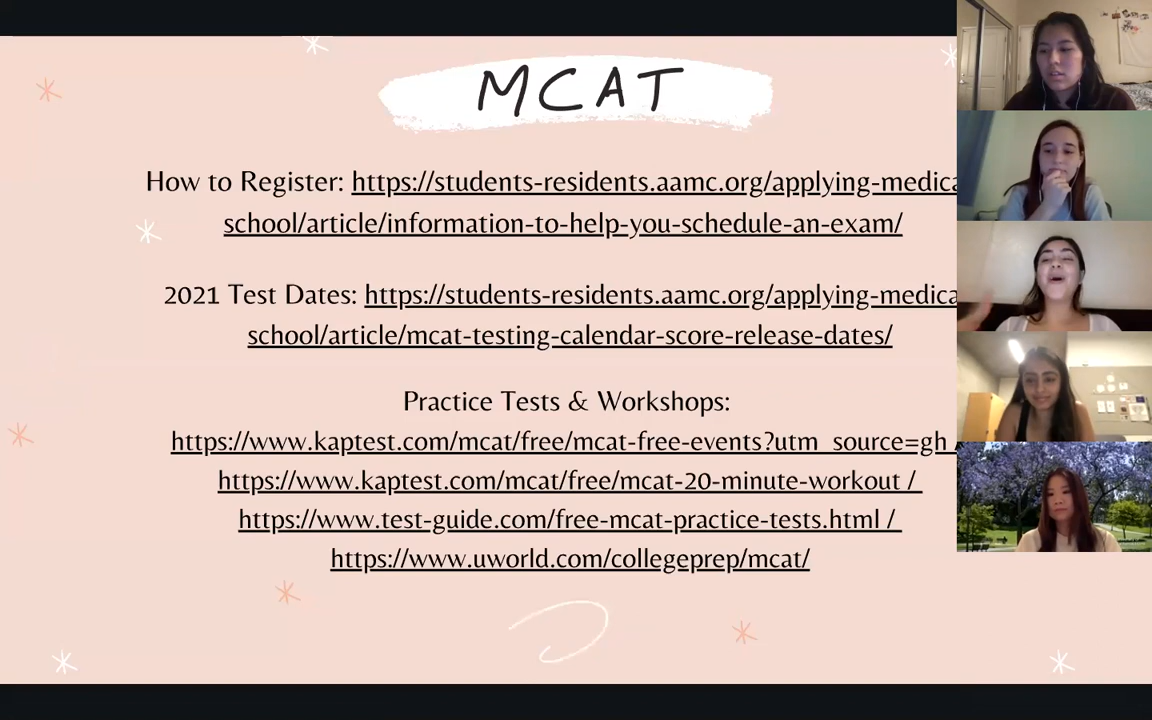 MCAT
How to Register: https://students-residents.aamc.org/applying-medica
school/article/information-to-help-you-schedule-an-exam/
2021 Test Dates: https://students-residents.aamc.org/applying-medica
school/article/mcat-testing-calendar-score-release-dates/
Practice Tests & Workshops:
https://www.kaptest.com/mcat/free/mcat-free-events?utm_source=gh /
https://www.kaptest.com/mcat/free/mcat-20-minute-workout /
https://www.test-guide.com/free-mcat-practice-tests.html /
https://www.uworld.com/collegeprep/mcat/